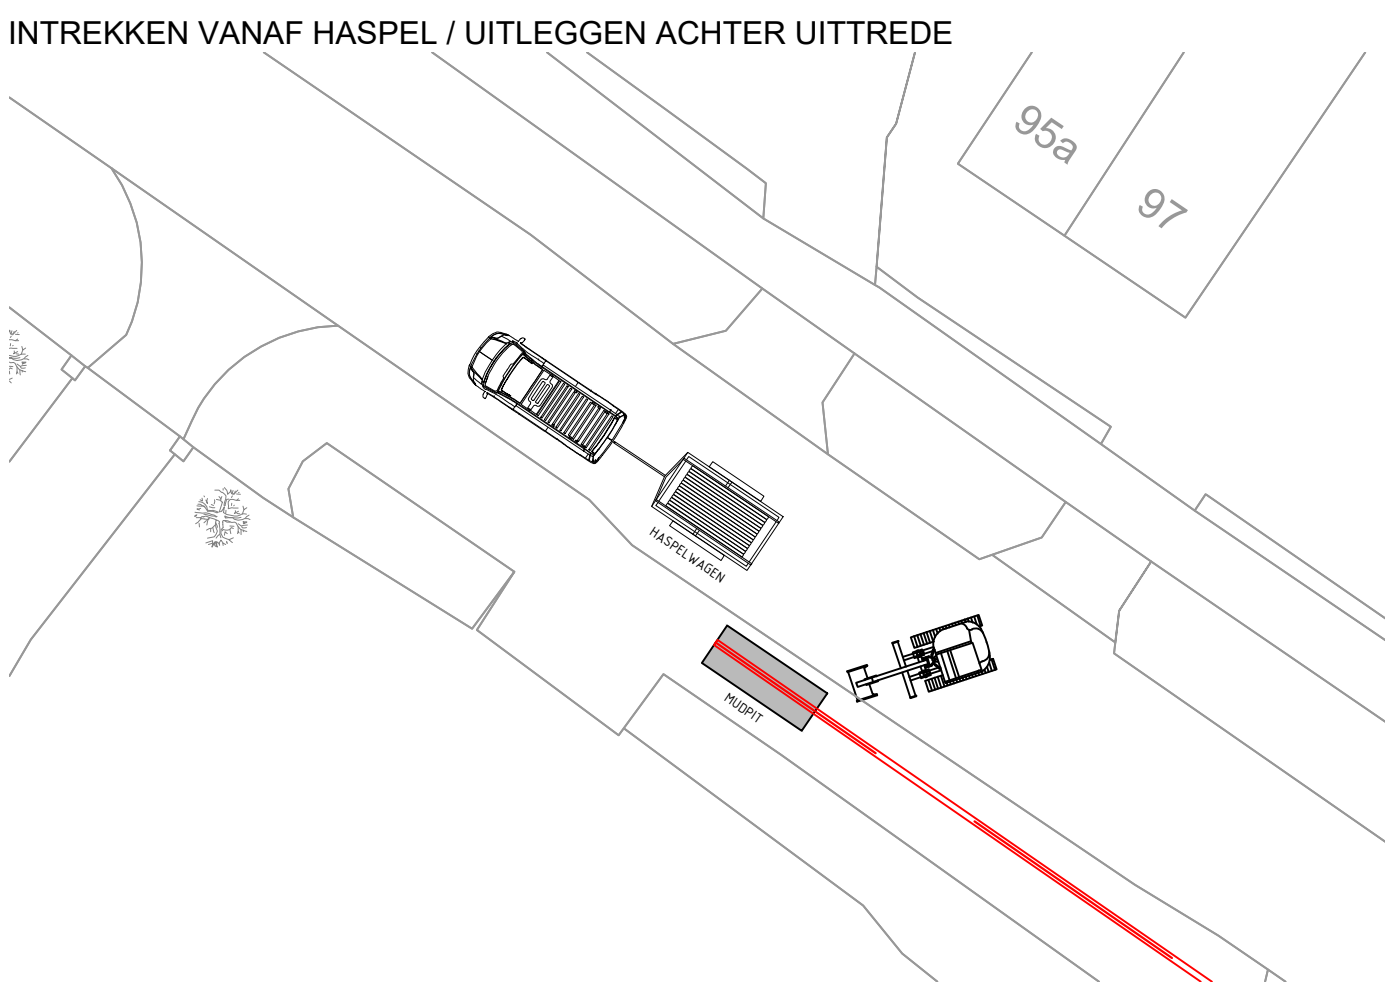 INTREKKEN VANAF HASPEL / UITLEGGEN ACHTER UITTREDE
95a
97
HASPELWAGEN
MUDPIT